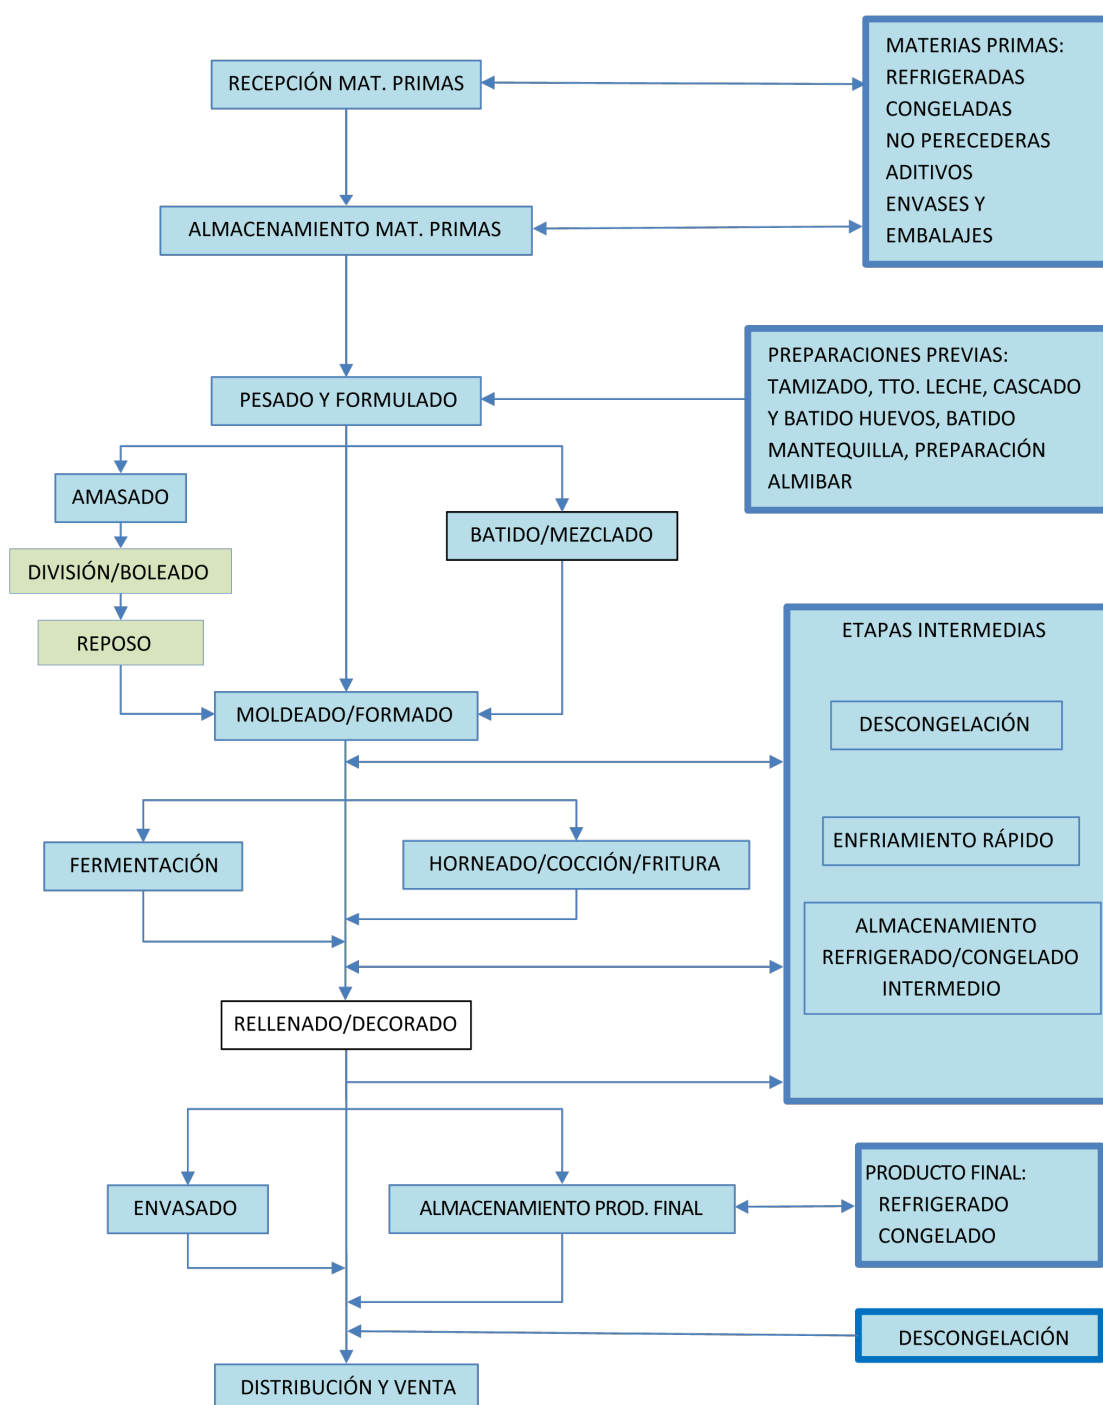 RECEPCIÓN MAT. PRIMAS
MATERIAS PRIMAS:
REFRIGERADAS
CONGELADAS
NO PERECEDERAS
ADITIVOS
ENVASES Y
EMBALAJES
ALMACENAMIENTO MAT. PRIMAS
PESADO Y FORMULADO
PREPARACIONES PREVIAS:
TAMIZADO, TTO. LECHE, CASCADO
Y BATIDO HUEVOS, BATIDO
MANTEQUILLA, PREPARACIÓN
ALMIBAR
AMASADO
BATIDO/MEZCLADO
DIVISIÓN/BOLEADO
REPOSO
MOLDEADO/FORMADO
ETAPAS INTERMEDIAS
DESCONGELACIÓN
ENFRIAMIENTO RÁPIDO
ALMACENAMIENTO
REFRIGERADO/CONGELADO
INTERMEDIO
FERMENTACIÓN
HORNEADO/COCCIÓN/FRITURA
RELLENADO/DECORADO
ENVASADO
ALMACENAMIENTO PROD. FINAL
PRODUCTO FINAL:
REFRIGERADO
CONGELADO
DESCONGELACIÓN
DISTRIBUCIÓN Y VENTA